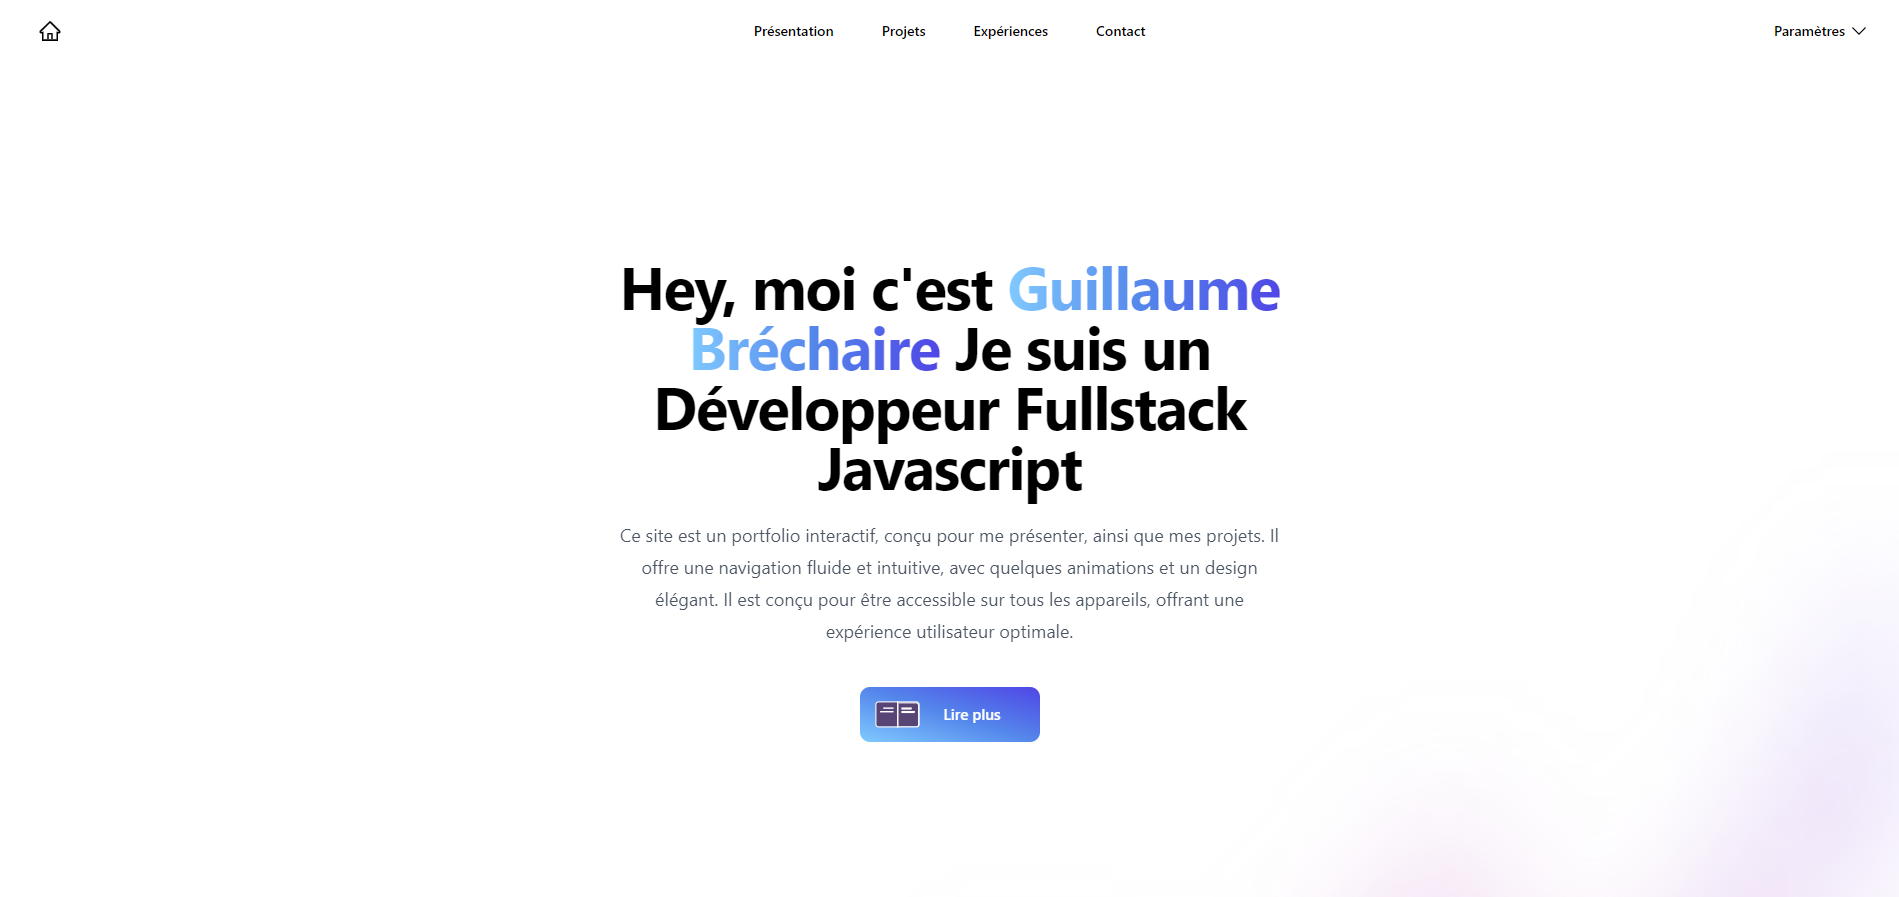 Présentation
Projets
Expériences
Contact
Paramètres
Hey, moi c'est Guillaume
Bréchaire Je suis un
Développeur Fullstack
Javascript
Ce site est un portfolio interactif, conçu pour me présenter, ainsi que mes projets. Il
offre une navigation fluide et intuitive, avec quelques animations et un design
élégant. Il est conçu pour être accessible sur tous les appareils, offrant une
expérience utilisateur optimale.
Lire plus